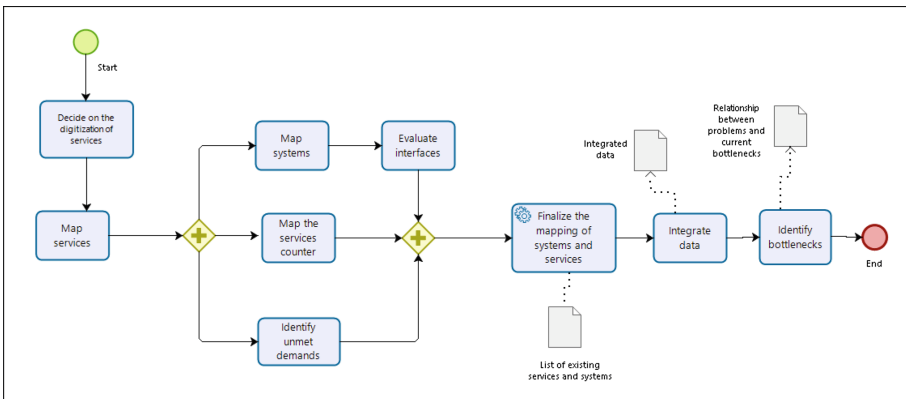 Start
Decide on the
digitization of
services
Map
services
Map
systems
Evaluate
interfaces
Map the
services
counter
Identify
unmet
demands
Finalize the
mapping of
systems and
services
List of existing
services and systems
Integrated
data
Integrate
data
Relationship
between
problems and
current
bottlenecks
Identify
bottlenecks
End